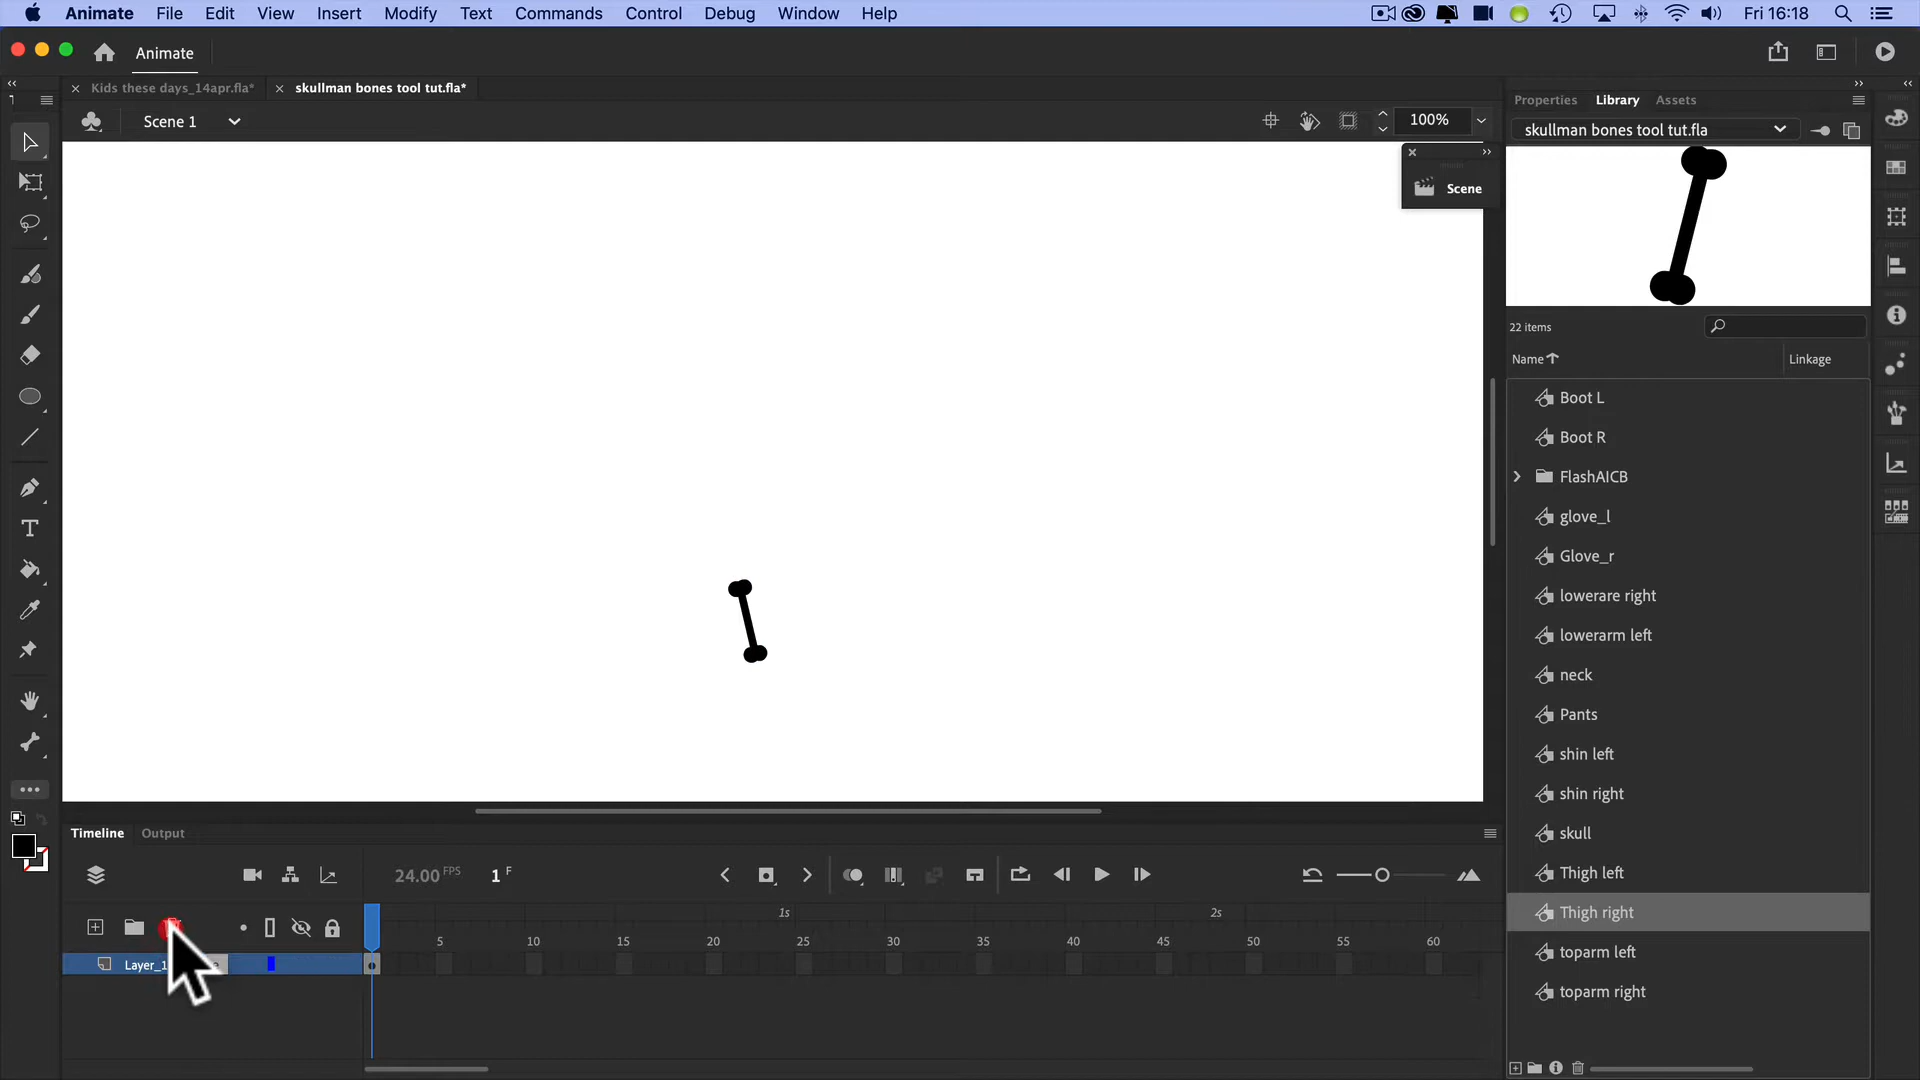 Animate File Edit View Insert Modify Text Commands Control Debug Window Help Fri 16:18
Animate
Kids these days_14apr.fla* skullman bones tool tut.fla*
Scene 1 100%
Scene
Properties Library Assets
skullman bones tool tut.fla
22 items
Name Linkage
Boot L
Boot R
FlashAICB
glove_l
Glove_r
lowerare right
lowerarm left
neck
Pants
shin left
shin right
skull
Thigh left
Thigh right
toparm left
toparm right
Timeline Output
24.00 FPS 1 F
1s 2s
5 10 15 20 25 30 35 40 45 50 55 60
Layer_1